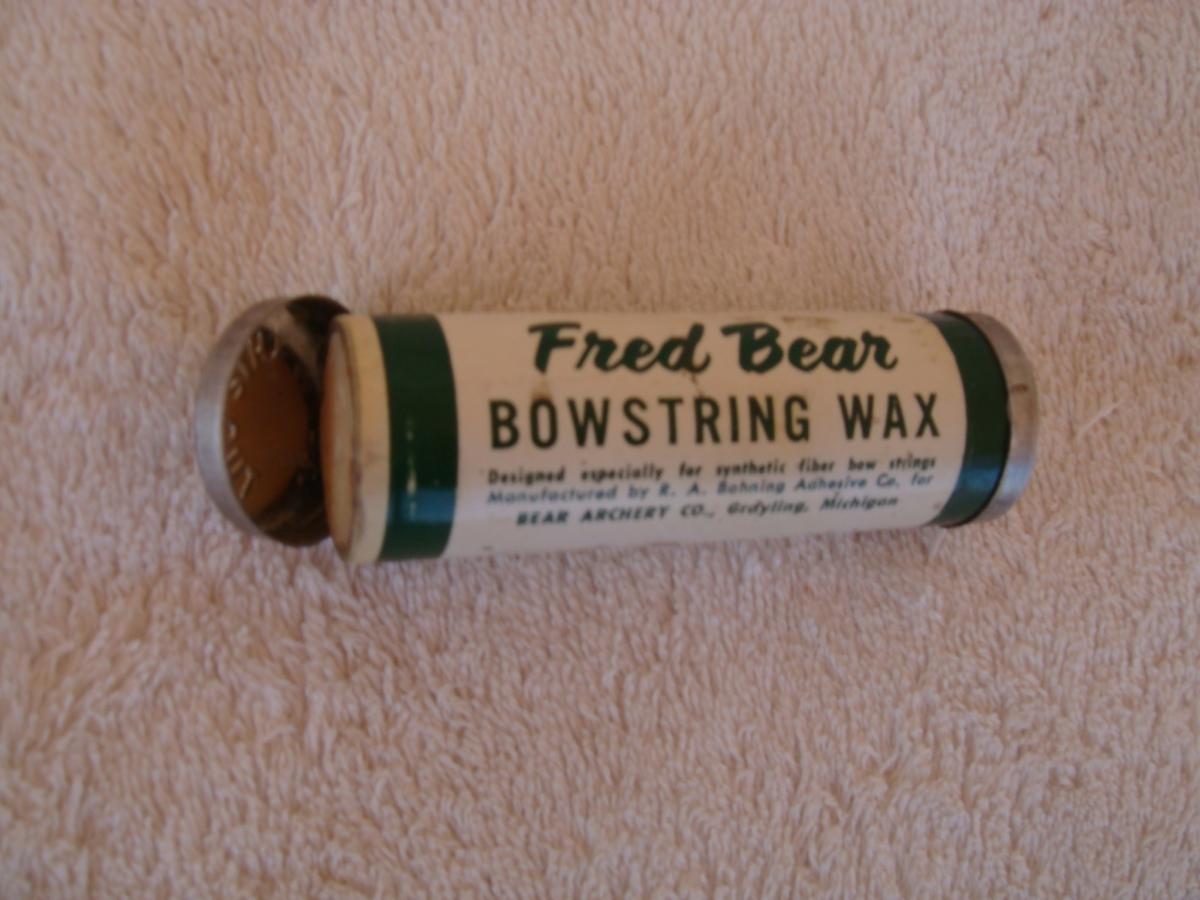 Fred Bear
BOWSTRING WAX
Designed especially for synthetic fiber bow strings
Manufactured by R. A. Bohning Adhesive Co. for
BEAR ARCHERY CO., Grayling, Michigan